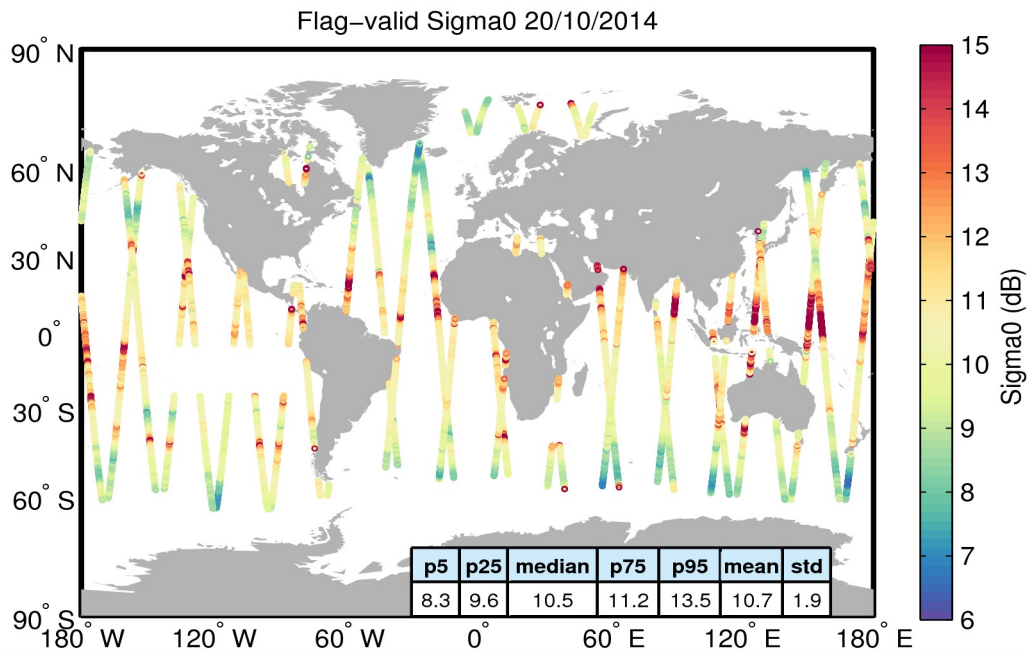 Flag−valid Sigma0 20/10/2014
90° N
60° N
30° N
0°
30° S
60° S
90° S
180° W
120° W
60° W
0°
60° E
120° E
180° E
15
14
13
12
11
10
9
8
7
6
Sigma0 (dB)
p5 p25 median p75 p95 mean std
8.3 9.6 10.5 11.2 13.5 10.7 1.9